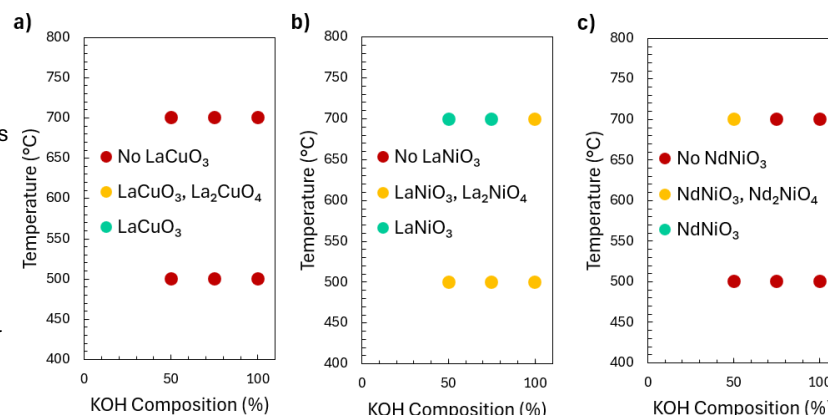 a)
800
750
700
650
600
550
500
450
400
Temperature (°C)
No LaCuO₃
LaCuO₃, La₂CuO₄
LaCuO₃
0
50
100
KOH Composition (%)
b)
800
750
700
650
600
550
500
450
400
Temperature (°C)
No LaNiO₃
LaNiO₃, La₂NiO₄
LaNiO₃
0
50
100
KOH Composition (%)
c)
800
750
700
650
600
550
500
450
400
Temperature (°C)
No NdNiO₃
NdNiO₃, Nd₂NiO₄
NdNiO₃
0
50
100
KOH Composition (%)
s
.